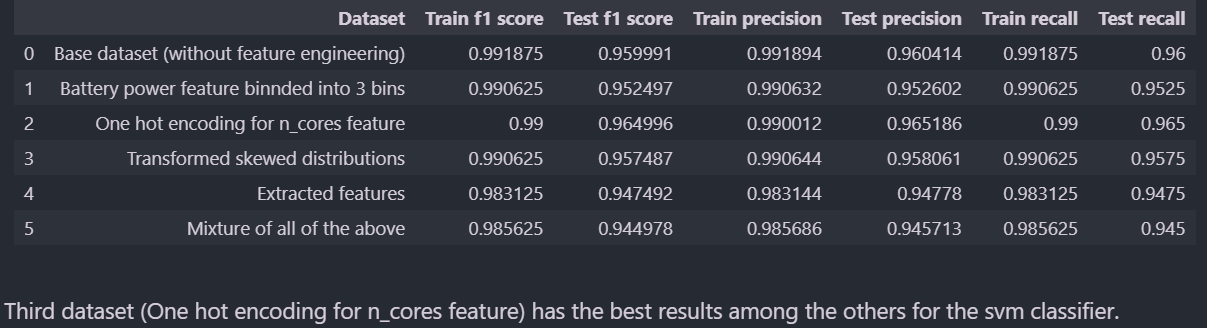 Dataset Train f1 score Test f1 score Train precision Test precision Train recall Test recall
0 Base dataset (without feature engineering) 0.991875 0.959991 0.991894 0.960414 0.991875 0.96
1 Battery power feature binnded into 3 bins 0.990625 0.952497 0.990632 0.952602 0.990625 0.9525
2 One hot encoding for n_cores feature 0.99 0.964996 0.990012 0.965186 0.99 0.965
3 Transformed skewed distributions 0.990625 0.957487 0.990644 0.958061 0.990625 0.9575
4 Extracted features 0.983125 0.947492 0.983144 0.94778 0.983125 0.9475
5 Mixture of all of the above 0.985625 0.944978 0.985686 0.945713 0.985625 0.945
Third dataset (One hot encoding for n_cores feature) has the best results among the others for the svm classifier.